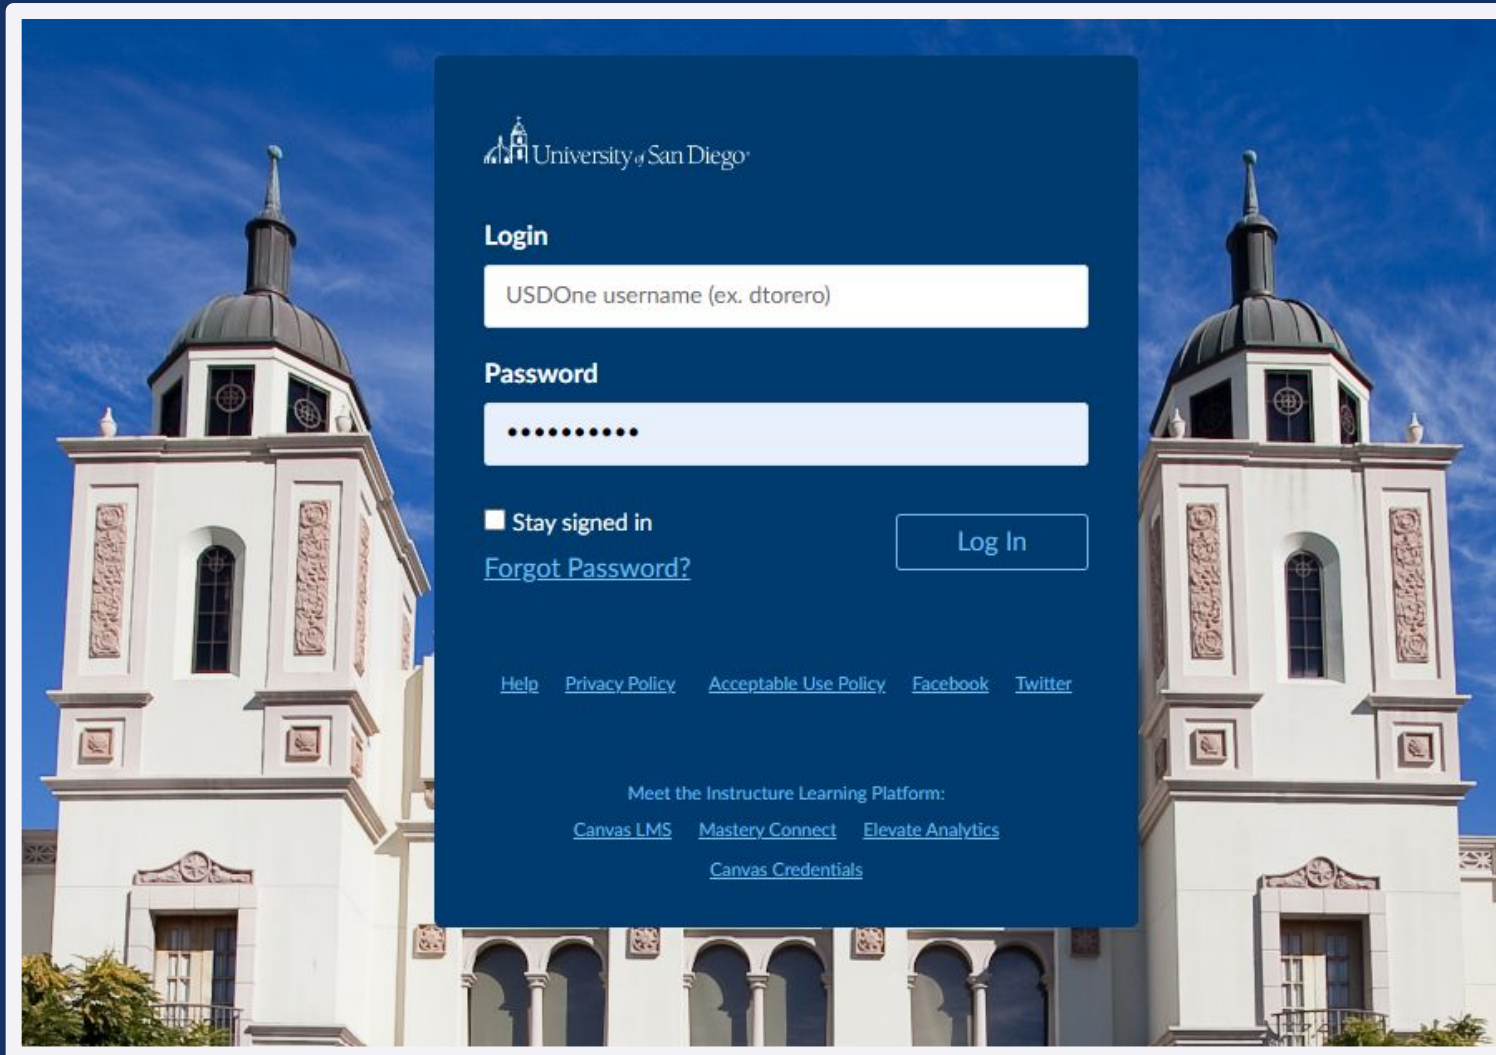 University of San Diego
Login
USDOne username (ex. dtorero)
Password
••••••••••
Stay signed in
Log In
Forgot Password?
Help Privacy Policy Acceptable Use Policy Facebook Twitter
Meet the Instructure Learning Platform:
Canvas LMS Mastery Connect Elevate Analytics
Canvas Credentials